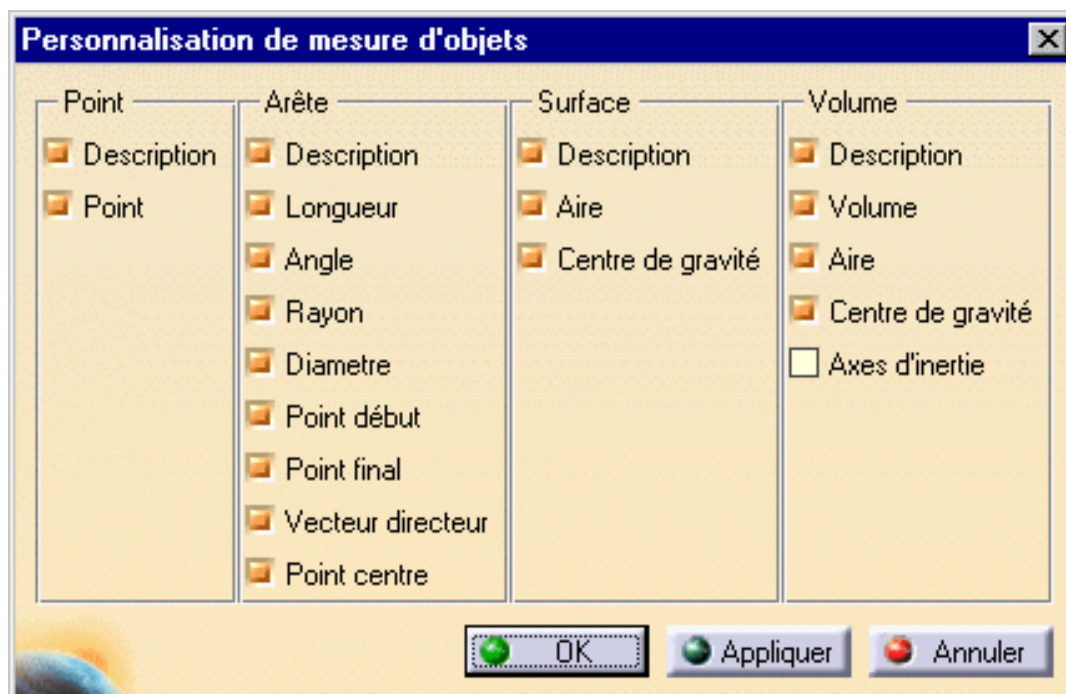 Personnalisation de mesure d'objets
Point
Description
Point
Arête
Description
Longueur
Angle
Rayon
Diametre
Point début
Point final
Vecteur directeur
Point centre
Surface
Description
Aire
Centre de gravité
Volume
Description
Volume
Aire
Centre de gravité
Axes d'inertie
OK
Appliquer
Annuler